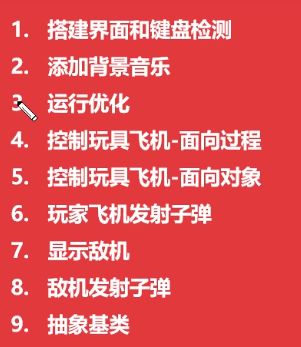 1. 搭建界面和键盘检测
2. 添加背景音乐
3. 运行优化
4. 控制玩具飞机-面向过程
5. 控制玩具飞机-面向对象
6. 玩家飞机发射子弹
7. 显示敌机
8. 敌机发射子弹
9. 抽象基类